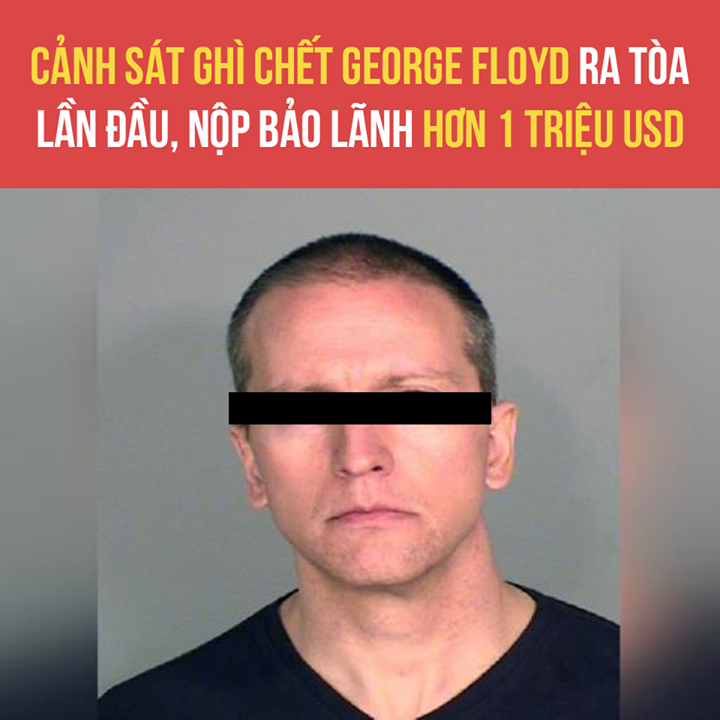 CẢNH SÁT GHÌ CHẾT GEORGE FLOYD RA TÒA
LẦN ĐẦU, NỘP BẢO LÃNH HƠN 1 TRIỆU USD